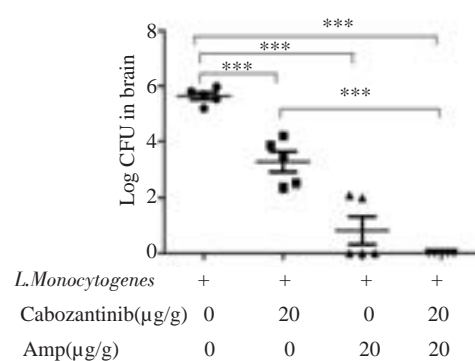 ***
8
***
***
6
***
4
2
0
Log CFU in brain
L.Monocytogenes + + + +
Cabozantinib(µg/g) 0 20 0 20
Amp(µg/g) 0 0 20 20